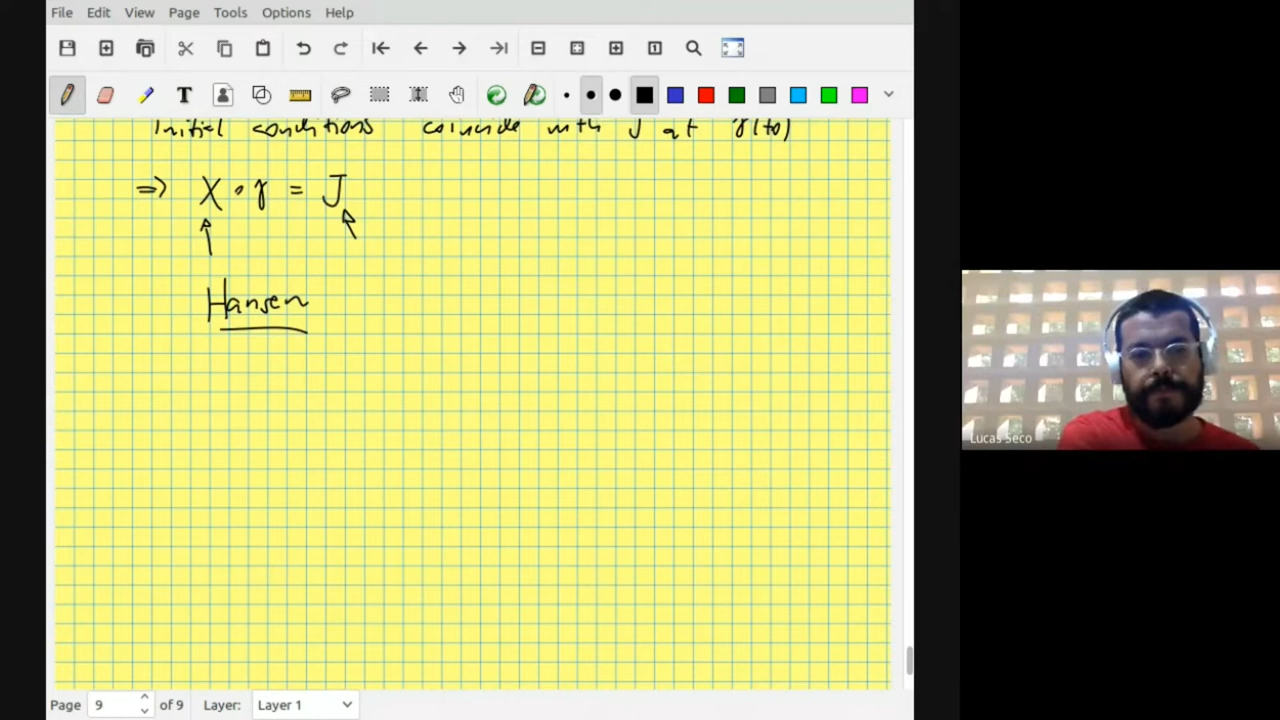 File Edit View Page Tools Options Help
Initial conditions coincide with J at γ(t0)
⇒ X ∘ γ = J
Hansen
Lucas Seco
Page 9 of 9 Layer: Layer 1